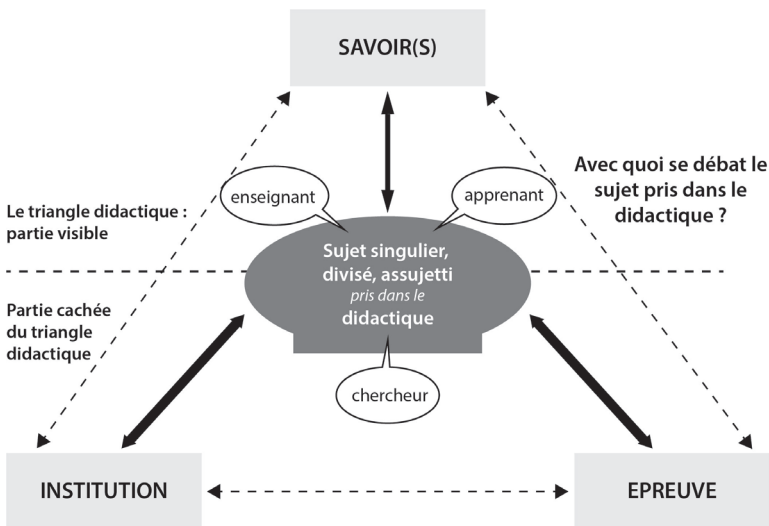 SAVOIR(S)
Avec quoi se débat le
sujet pris dans le
didactique ?
enseignant
apprenant
Le triangle didactique :
partie visible
Sujet singulier,
divisé, assujetti
pris dans le
didactique
Partie cachée
du triangle
didactique
chercheur
INSTITUTION
EPREUVE